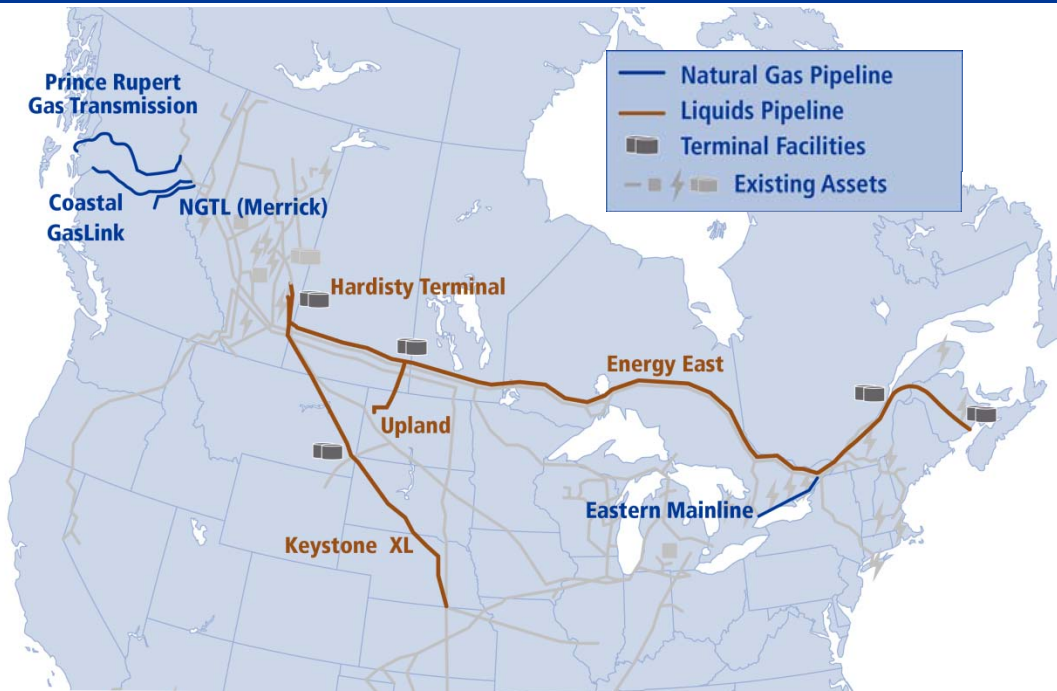 Prince Rupert
Gas Transmission
Coastal
GasLink
NGTL (Merrick)
Natural Gas Pipeline
Liquids Pipeline
Terminal Facilities
Existing Assets
Hardisty Terminal
Energy East
Upland
Eastern Mainline
Keystone XL